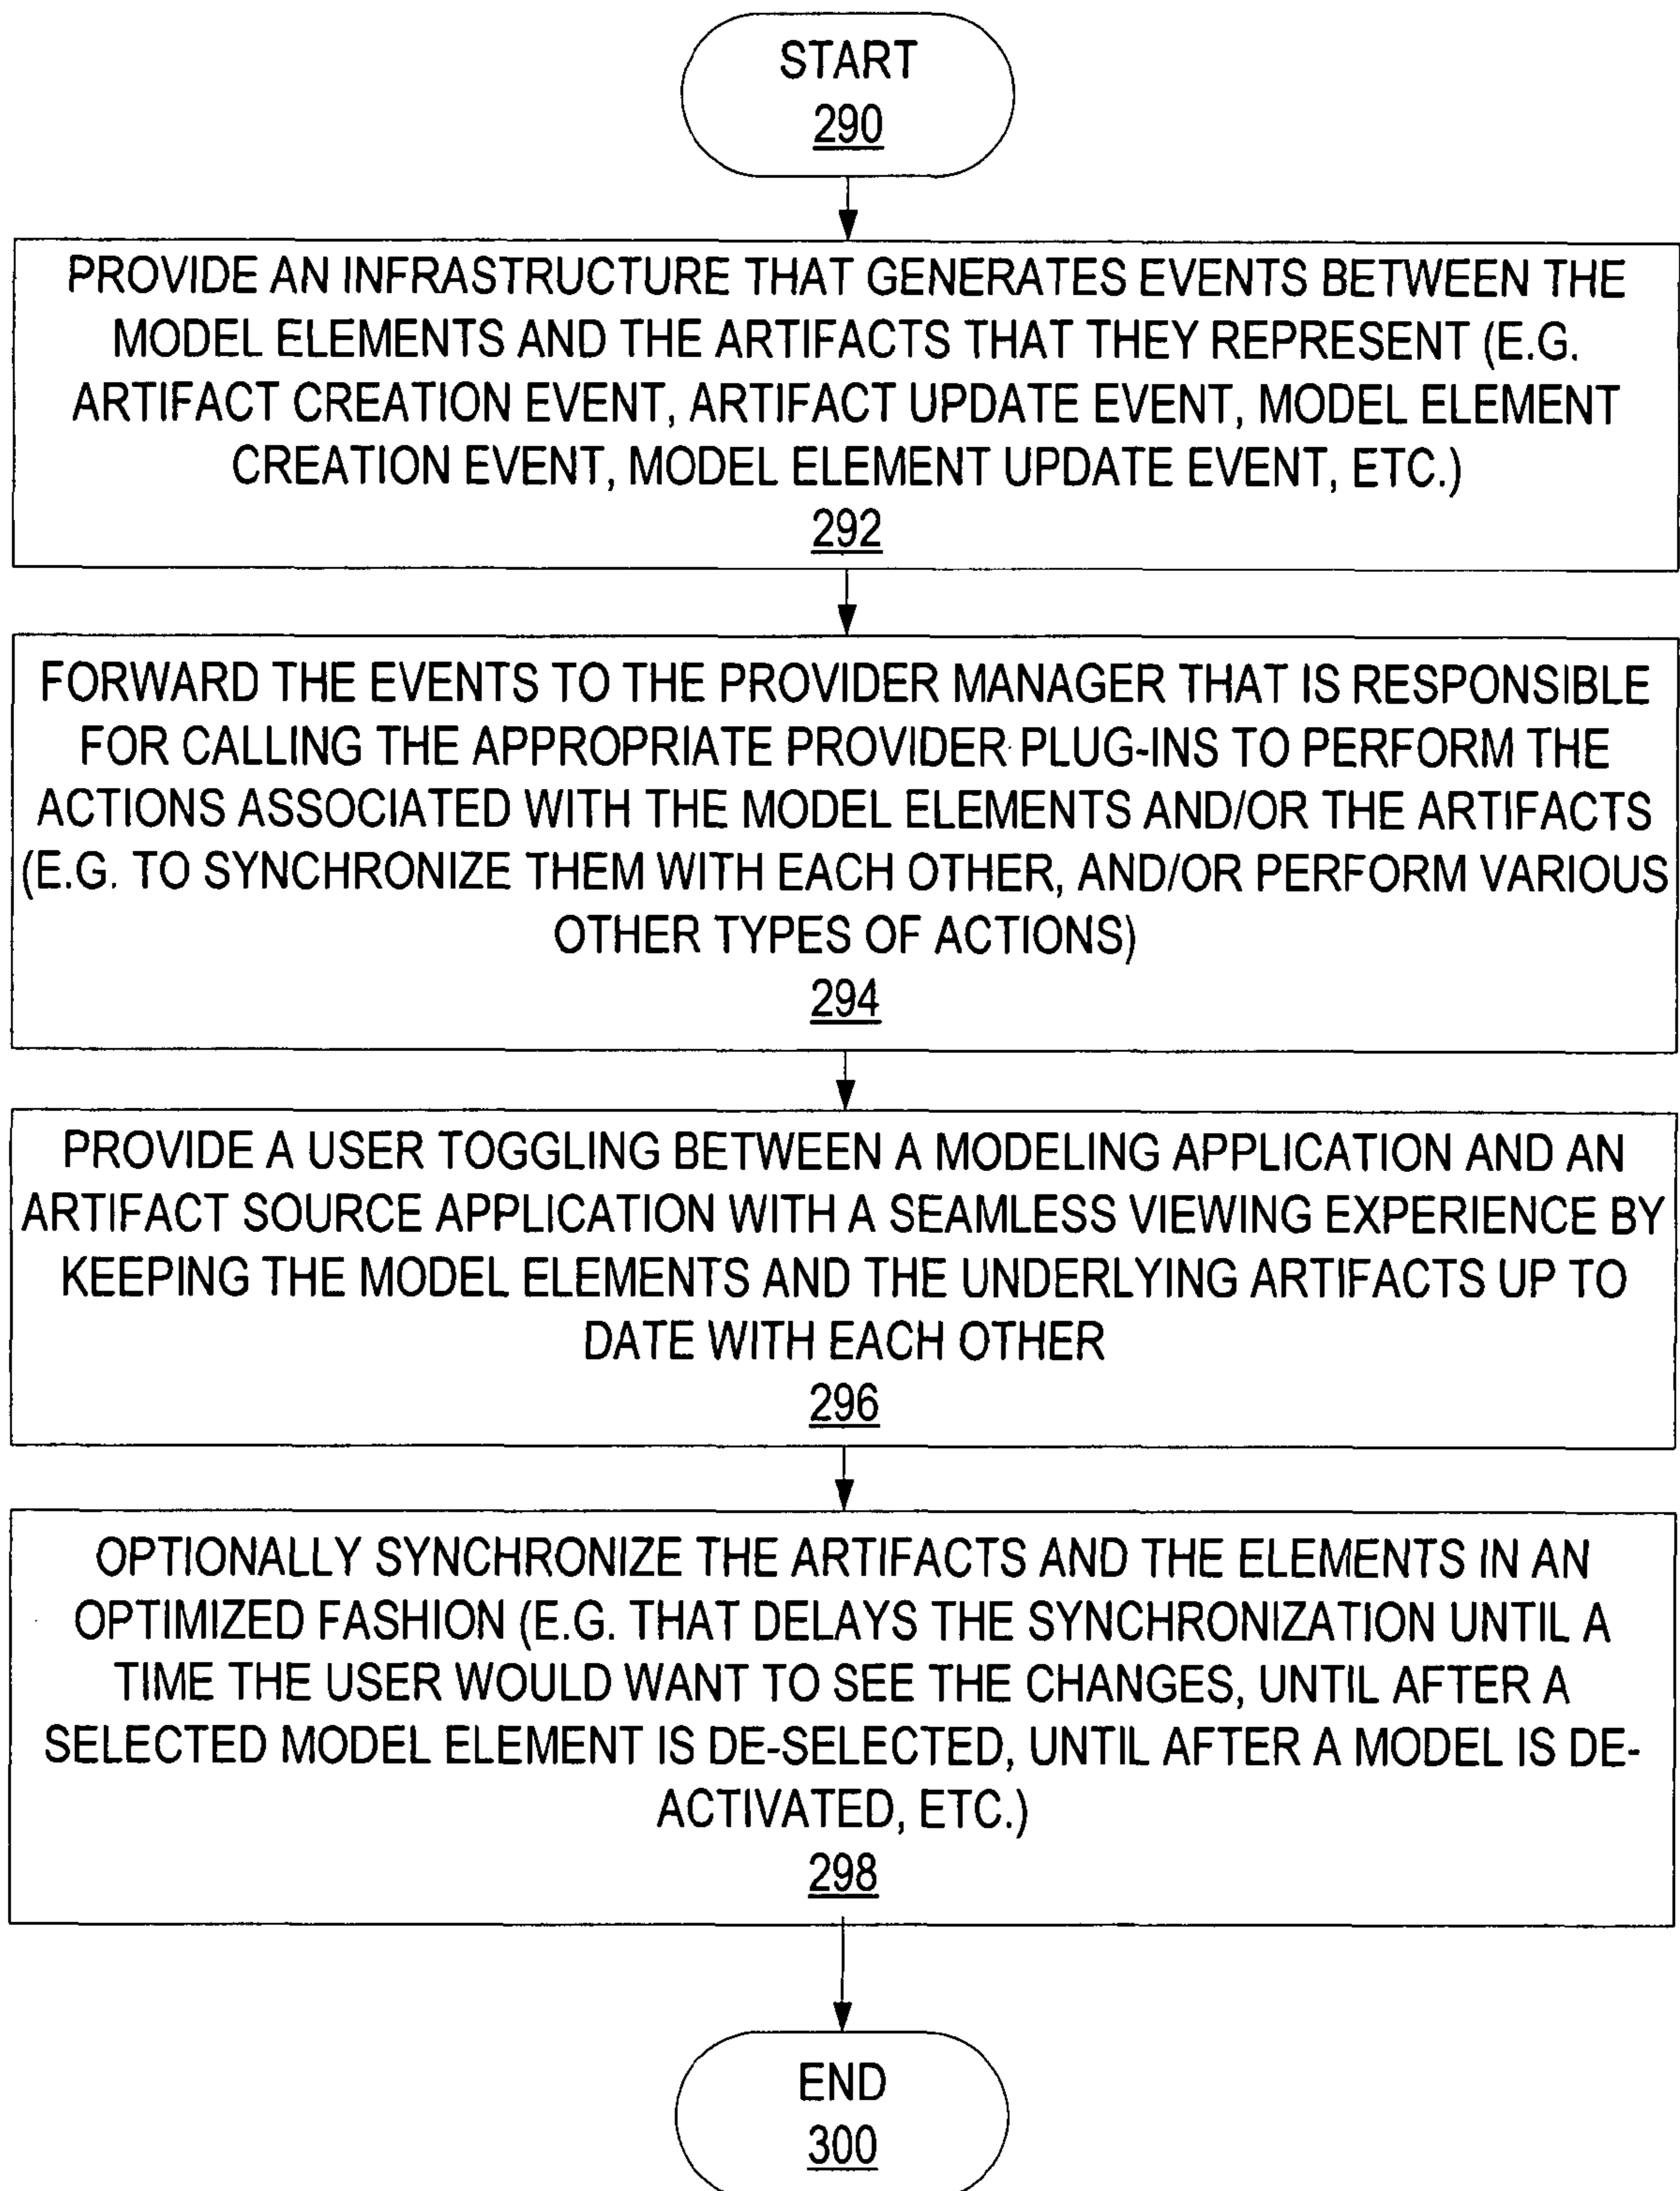 START
290
PROVIDE AN INFRASTRUCTURE THAT GENERATES EVENTS BETWEEN THE
MODEL ELEMENTS AND THE ARTIFACTS THAT THEY REPRESENT (E.G.
ARTIFACT CREATION EVENT, ARTIFACT UPDATE EVENT, MODEL ELEMENT
CREATION EVENT, MODEL ELEMENT UPDATE EVENT, ETC.)
292
FORWARD THE EVENTS TO THE PROVIDER MANAGER THAT IS RESPONSIBLE
FOR CALLING THE APPROPRIATE PROVIDER PLUG-INS TO PERFORM THE
ACTIONS ASSOCIATED WITH THE MODEL ELEMENTS AND/OR THE ARTIFACTS
(E.G. TO SYNCHRONIZE THEM WITH EACH OTHER, AND/OR PERFORM VARIOUS
OTHER TYPES OF ACTIONS)
294
PROVIDE A USER TOGGLING BETWEEN A MODELING APPLICATION AND AN
ARTIFACT SOURCE APPLICATION WITH A SEAMLESS VIEWING EXPERIENCE BY
KEEPING THE MODEL ELEMENTS AND THE UNDERLYING ARTIFACTS UP TO
DATE WITH EACH OTHER
296
OPTIONALLY SYNCHRONIZE THE ARTIFACTS AND THE ELEMENTS IN AN
OPTIMIZED FASHION (E.G. THAT DELAYS THE SYNCHRONIZATION UNTIL A
TIME THE USER WOULD WANT TO SEE THE CHANGES, UNTIL AFTER A
SELECTED MODEL ELEMENT IS DE-SELECTED, UNTIL AFTER A MODEL IS DE-
ACTIVATED, ETC.)
298
END
300